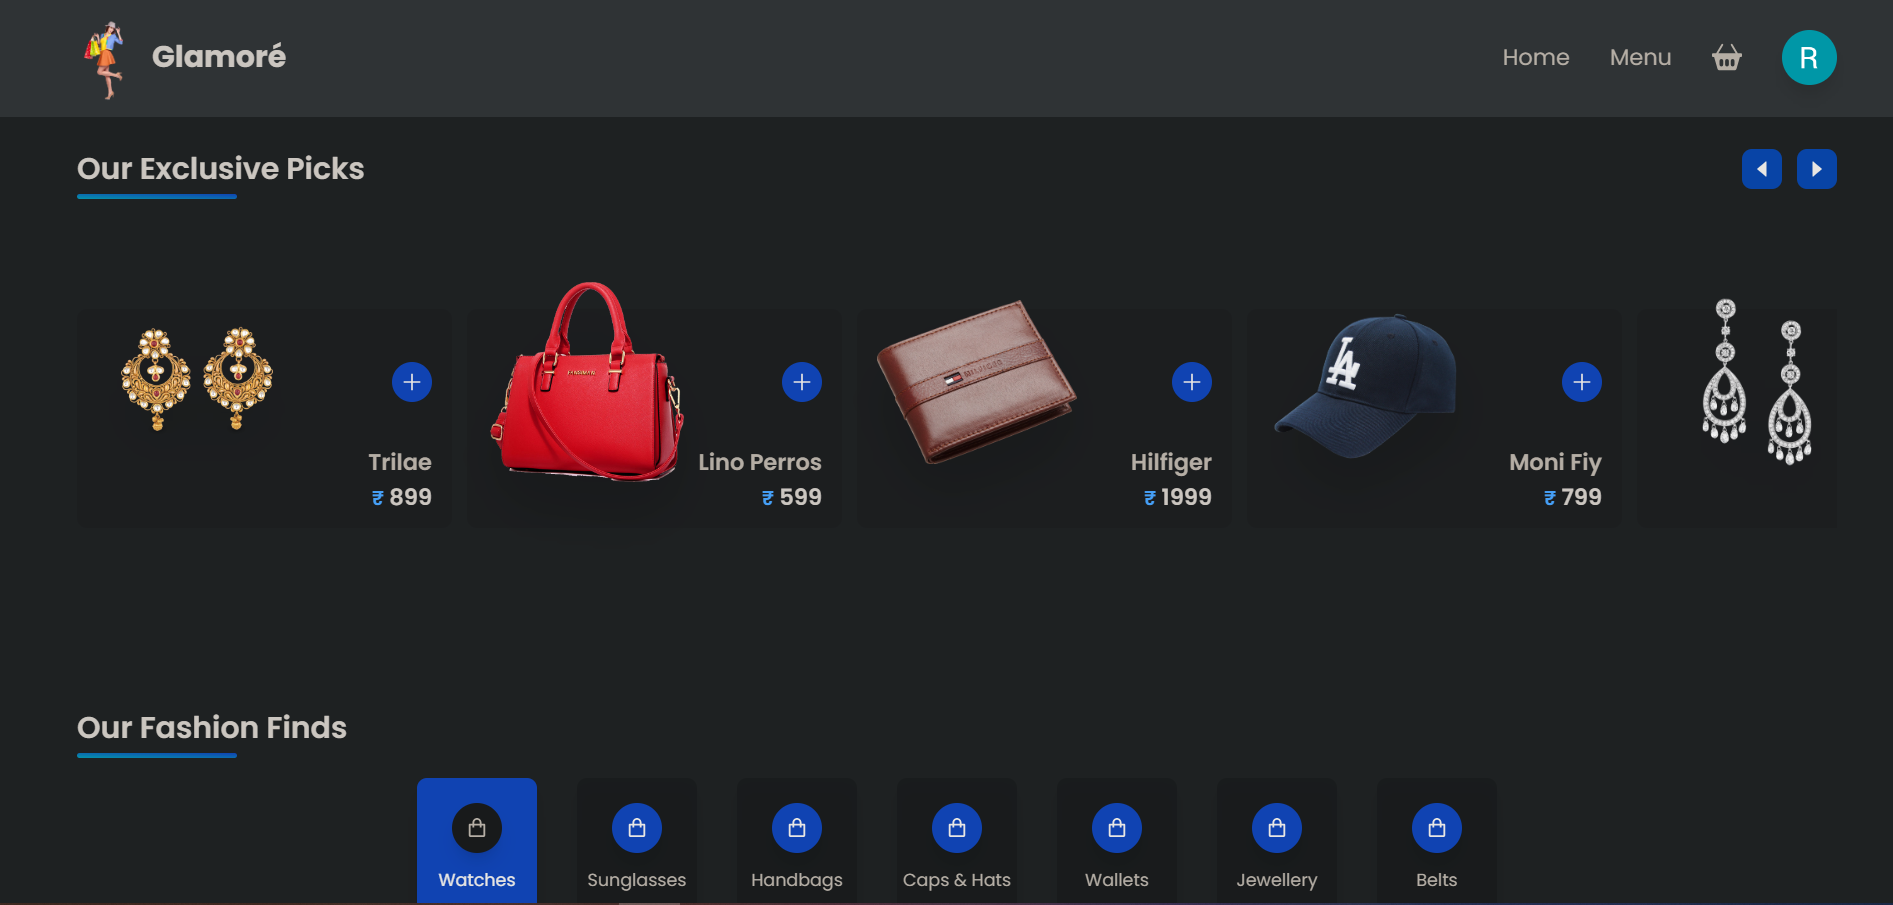 Glamoré
Home
Menu
R
Our Exclusive Picks
Trilae
₹ 899
Lino Perros
₹ 599
Hilfiger
₹ 1999
LA
Moni Fiy
₹ 799
Our Fashion Finds
Watches
Sunglasses
Handbags
Caps & Hats
Wallets
Jewellery
Belts